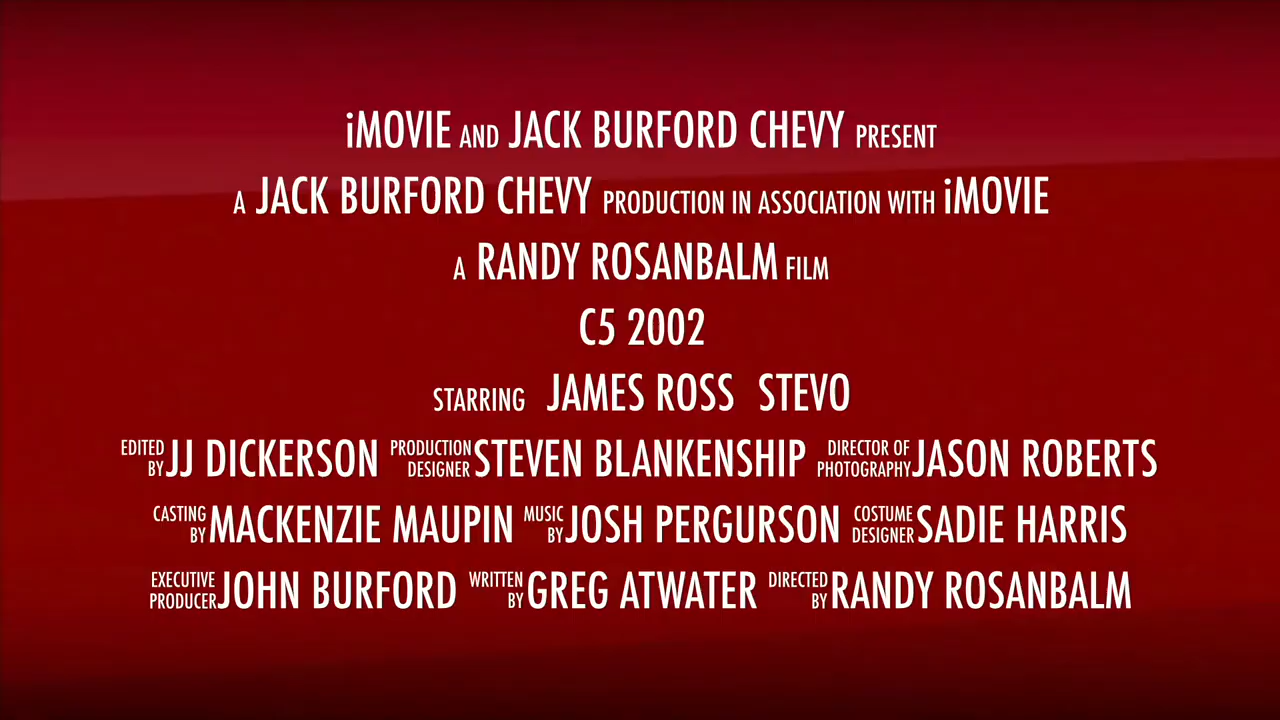 iMOVIE AND JACK BURFORD CHEVY PRESENT
A JACK BURFORD CHEVY PRODUCTION IN ASSOCIATION WITH iMOVIE
A RANDY ROSANBALM FILM
C5 2002
STARRING JAMES ROSS STEVO
EDITED BY JJ DICKERSON PRODUCTION DESIGNER STEVEN BLANKENSHIP DIRECTOR OF PHOTOGRAPHY JASON ROBERTS
CASTING BY MACKENZIE MAUPIN MUSIC BY JOSH PERGURSON COSTUME DESIGNER SADIE HARRIS
EXECUTIVE PRODUCER JOHN BURFORD WRITTEN BY GREG ATWATER DIRECTED BY RANDY ROSANBALM